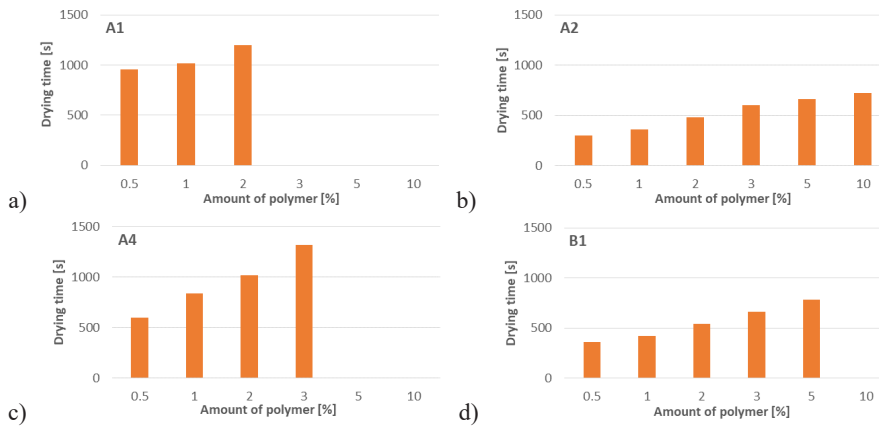 A1
1500
1000
500
0
Drying time [s]
0.5 1 2 3 5 10
Amount of polymer [%]
a)
A2
1500
1000
500
0
Drying time [s]
0.5 1 2 3 5 10
Amount of polymer [%]
b)
A4
1500
1000
500
0
Drying time [s]
0.5 1 2 3 5 10
Amount of polymer [%]
c)
B1
1500
1000
500
0
Drying time [s]
0.5 1 2 3 5 10
Amount of polymer [%]
d)